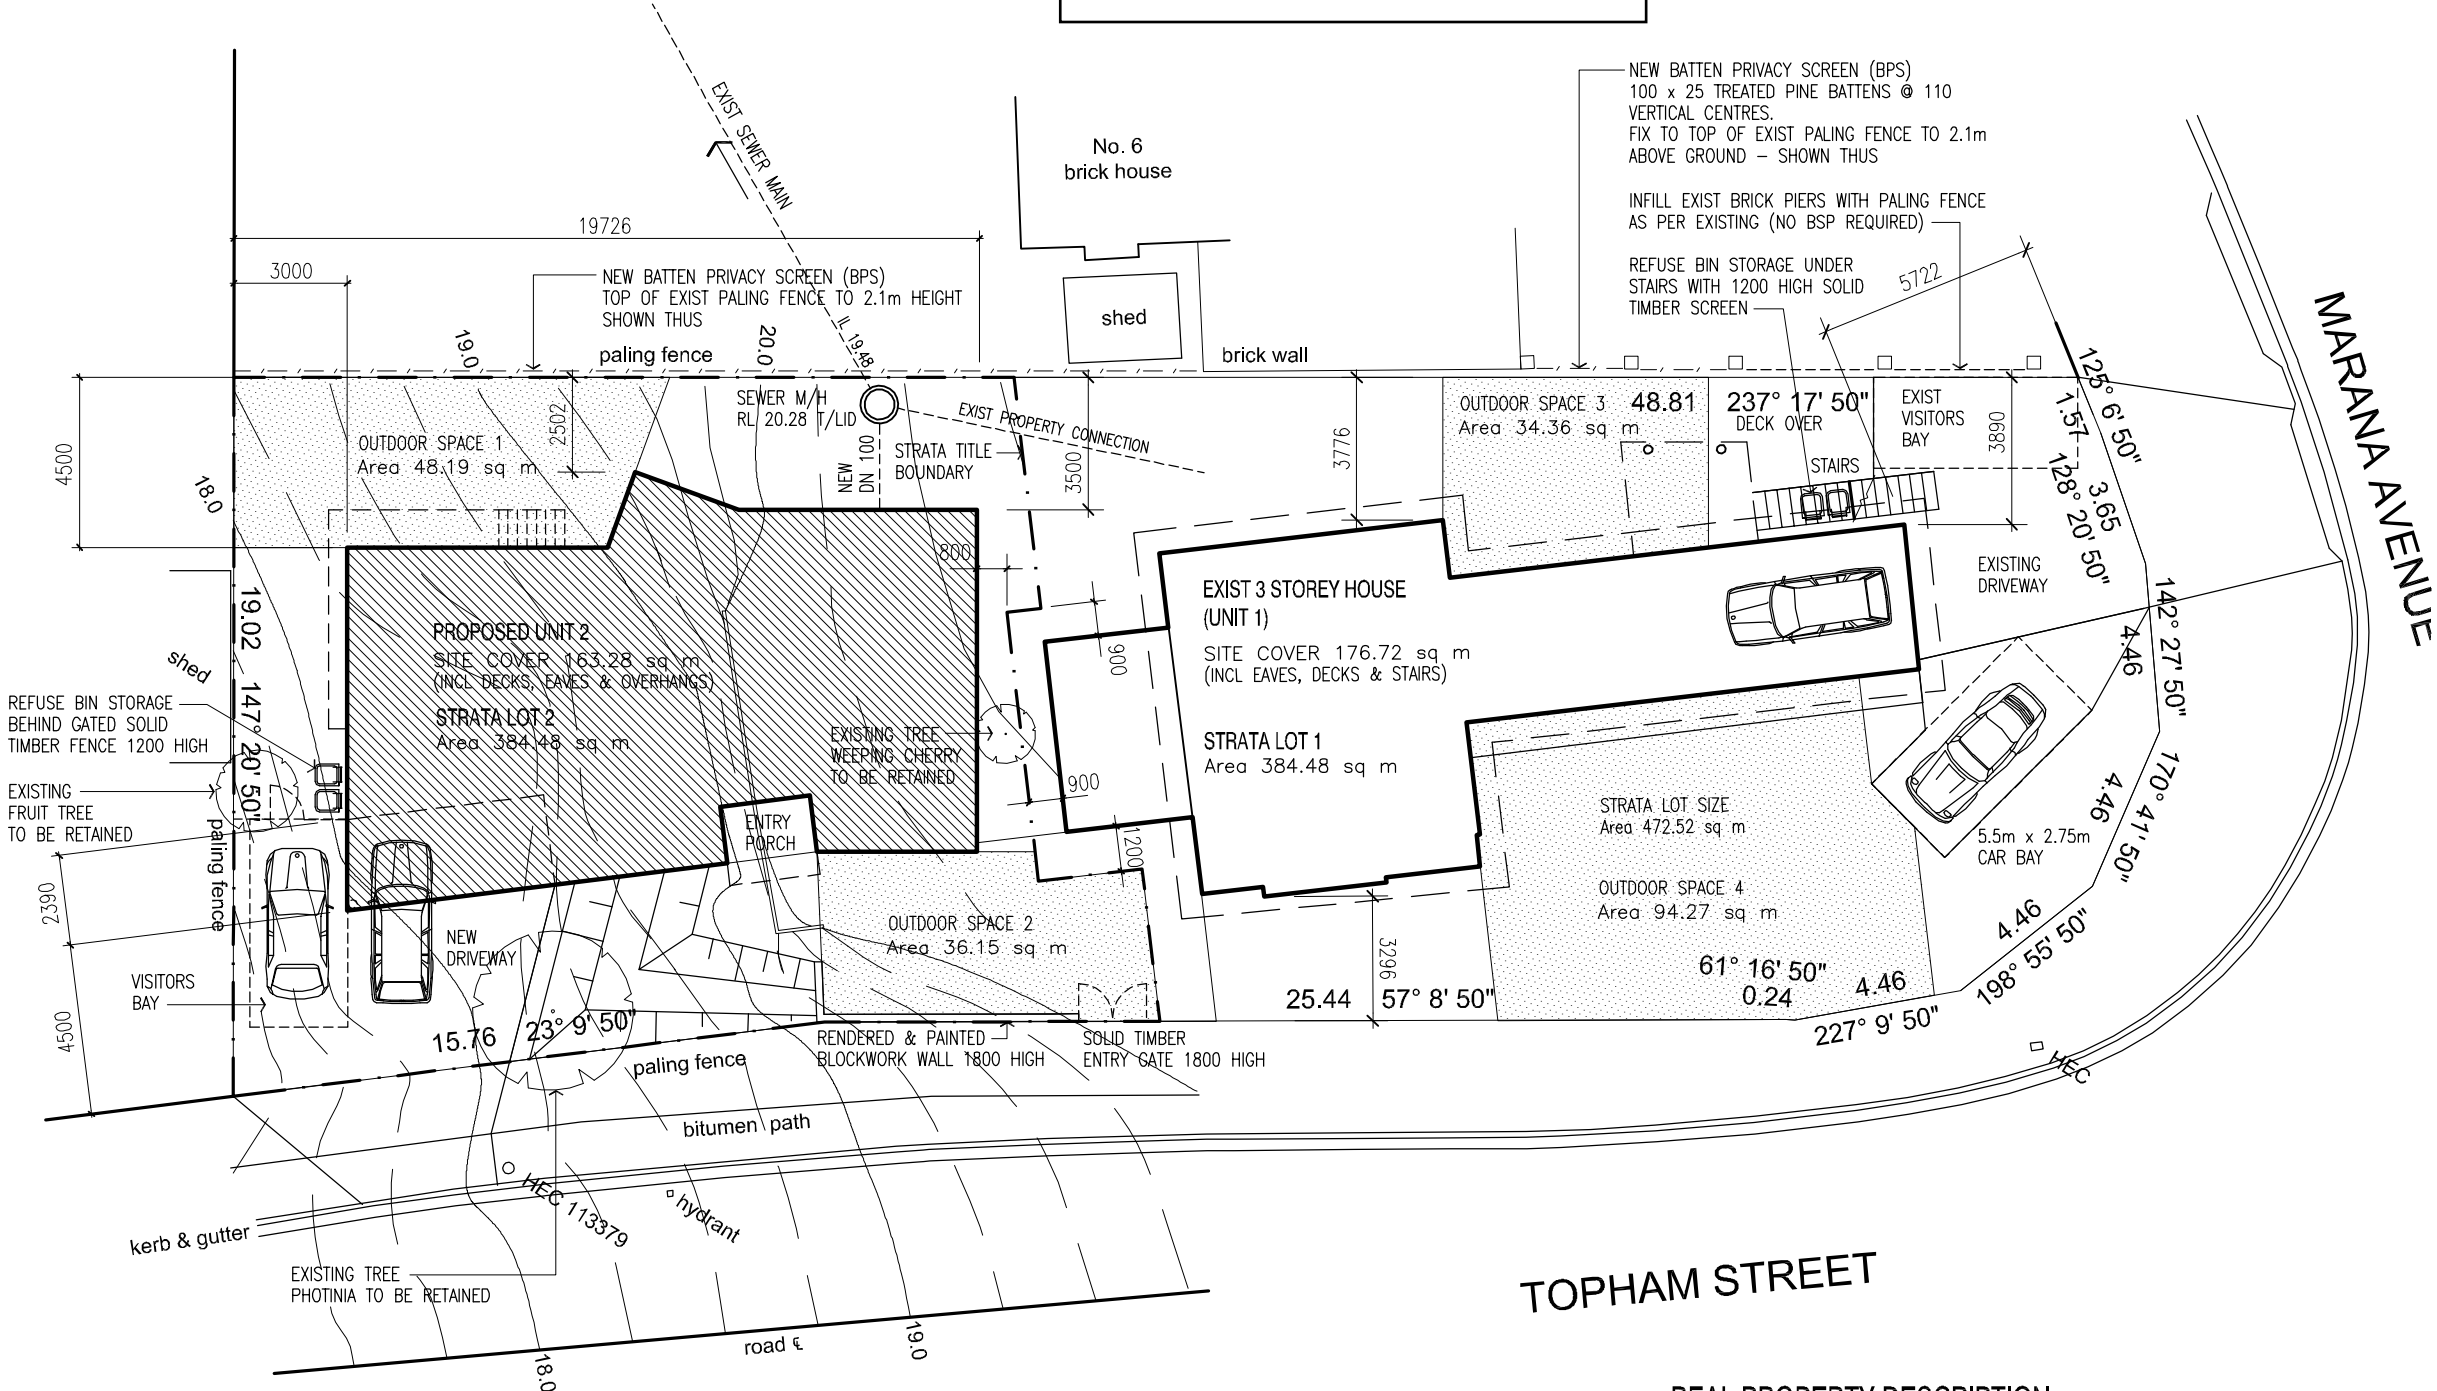 NEW BATTEN PRIVACY SCREEN (BPS)
100 x 25 TREATED PINE BATTENS @ 110
VERTICAL CENTRES.
FIX TO TOP OF EXIST PALING FENCE TO 2.1m
ABOVE GROUND – SHOWN THUS
INFILL EXIST BRICK PIERS WITH PALING FENCE
AS PER EXISTING (NO BSP REQUIRED)
REFUSE BIN STORAGE UNDER
STAIRS WITH 1200 HIGH SOLID
TIMBER SCREEN
5722
MARANA AVENUE
EXIST SEWER MAIN
IL 19.48
No. 6
brick house
shed
brick wall
19726
3000
NEW BATTEN PRIVACY SCREEN (BPS)
TOP OF EXIST PALING FENCE TO 2.1m HEIGHT
SHOWN THUS
19.0
20.0
paling fence
4500
2502
OUTDOOR SPACE 1
Area 48.19 sq m
18.0
SEWER M/H
RL 20.28 T/LID
NEW
DN 100
EXIST PROPERTY CONNECTION
STRATA TITLE
BOUNDARY
3500
3776
OUTDOOR SPACE 3
Area 34.36 sq m
48.81 237° 17' 50"
DECK OVER
EXIST
VISITORS
BAY
3890
STAIRS
125° 6' 50"
1.57
3.65
128° 20' 50"
EXISTING
DRIVEWAY
142° 27' 50"
4.46
800
900
EXIST 3 STOREY HOUSE
(UNIT 1)
SITE COVER 176.72 sq m
(INCL EAVES, DECKS & STAIRS)
STRATA LOT 1
Area 384.48 sq m
PROPOSED UNIT 2
SITE COVER 163.28 sq m
(INCL DECKS, EAVES & OVERHANGS)
STRATA LOT 2
Area 384.48 sq m
19.02 147° 20' 50"
shed
REFUSE BIN STORAGE
BEHIND GATED SOLID
TIMBER FENCE 1200 HIGH
EXISTING
FRUIT TREE
TO BE RETAINED
paling fence
EXISTING TREE
WEEPING CHERRY
TO BE RETAINED
900
1200
ENTRY
PORCH
STRATA LOT SIZE
Area 472.52 sq m
5.5m x 2.75m
CAR BAY
170° 41' 50"
4.46
OUTDOOR SPACE 4
Area 94.27 sq m
4.46
198° 55' 50"
2390
4500
VISITORS
BAY
NEW
DRIVEWAY
OUTDOOR SPACE 2
Area 36.15 sq m
3296
61° 16' 50"
0.24
4.46
227° 9' 50"
25.44 57° 8' 50"
15.76 23° 9' 50"
paling fence
RENDERED & PAINTED
BLOCKWORK WALL 1800 HIGH
SOLID TIMBER
ENTRY GATE 1800 HIGH
HEC
bitumen path
HEC 113379
hydrant
kerb & gutter
EXISTING TREE
PHOTINIA TO BE RETAINED
TOPHAM STREET
road ℄
18.0
19.0
REAL PROPERTY DESCRIPTION